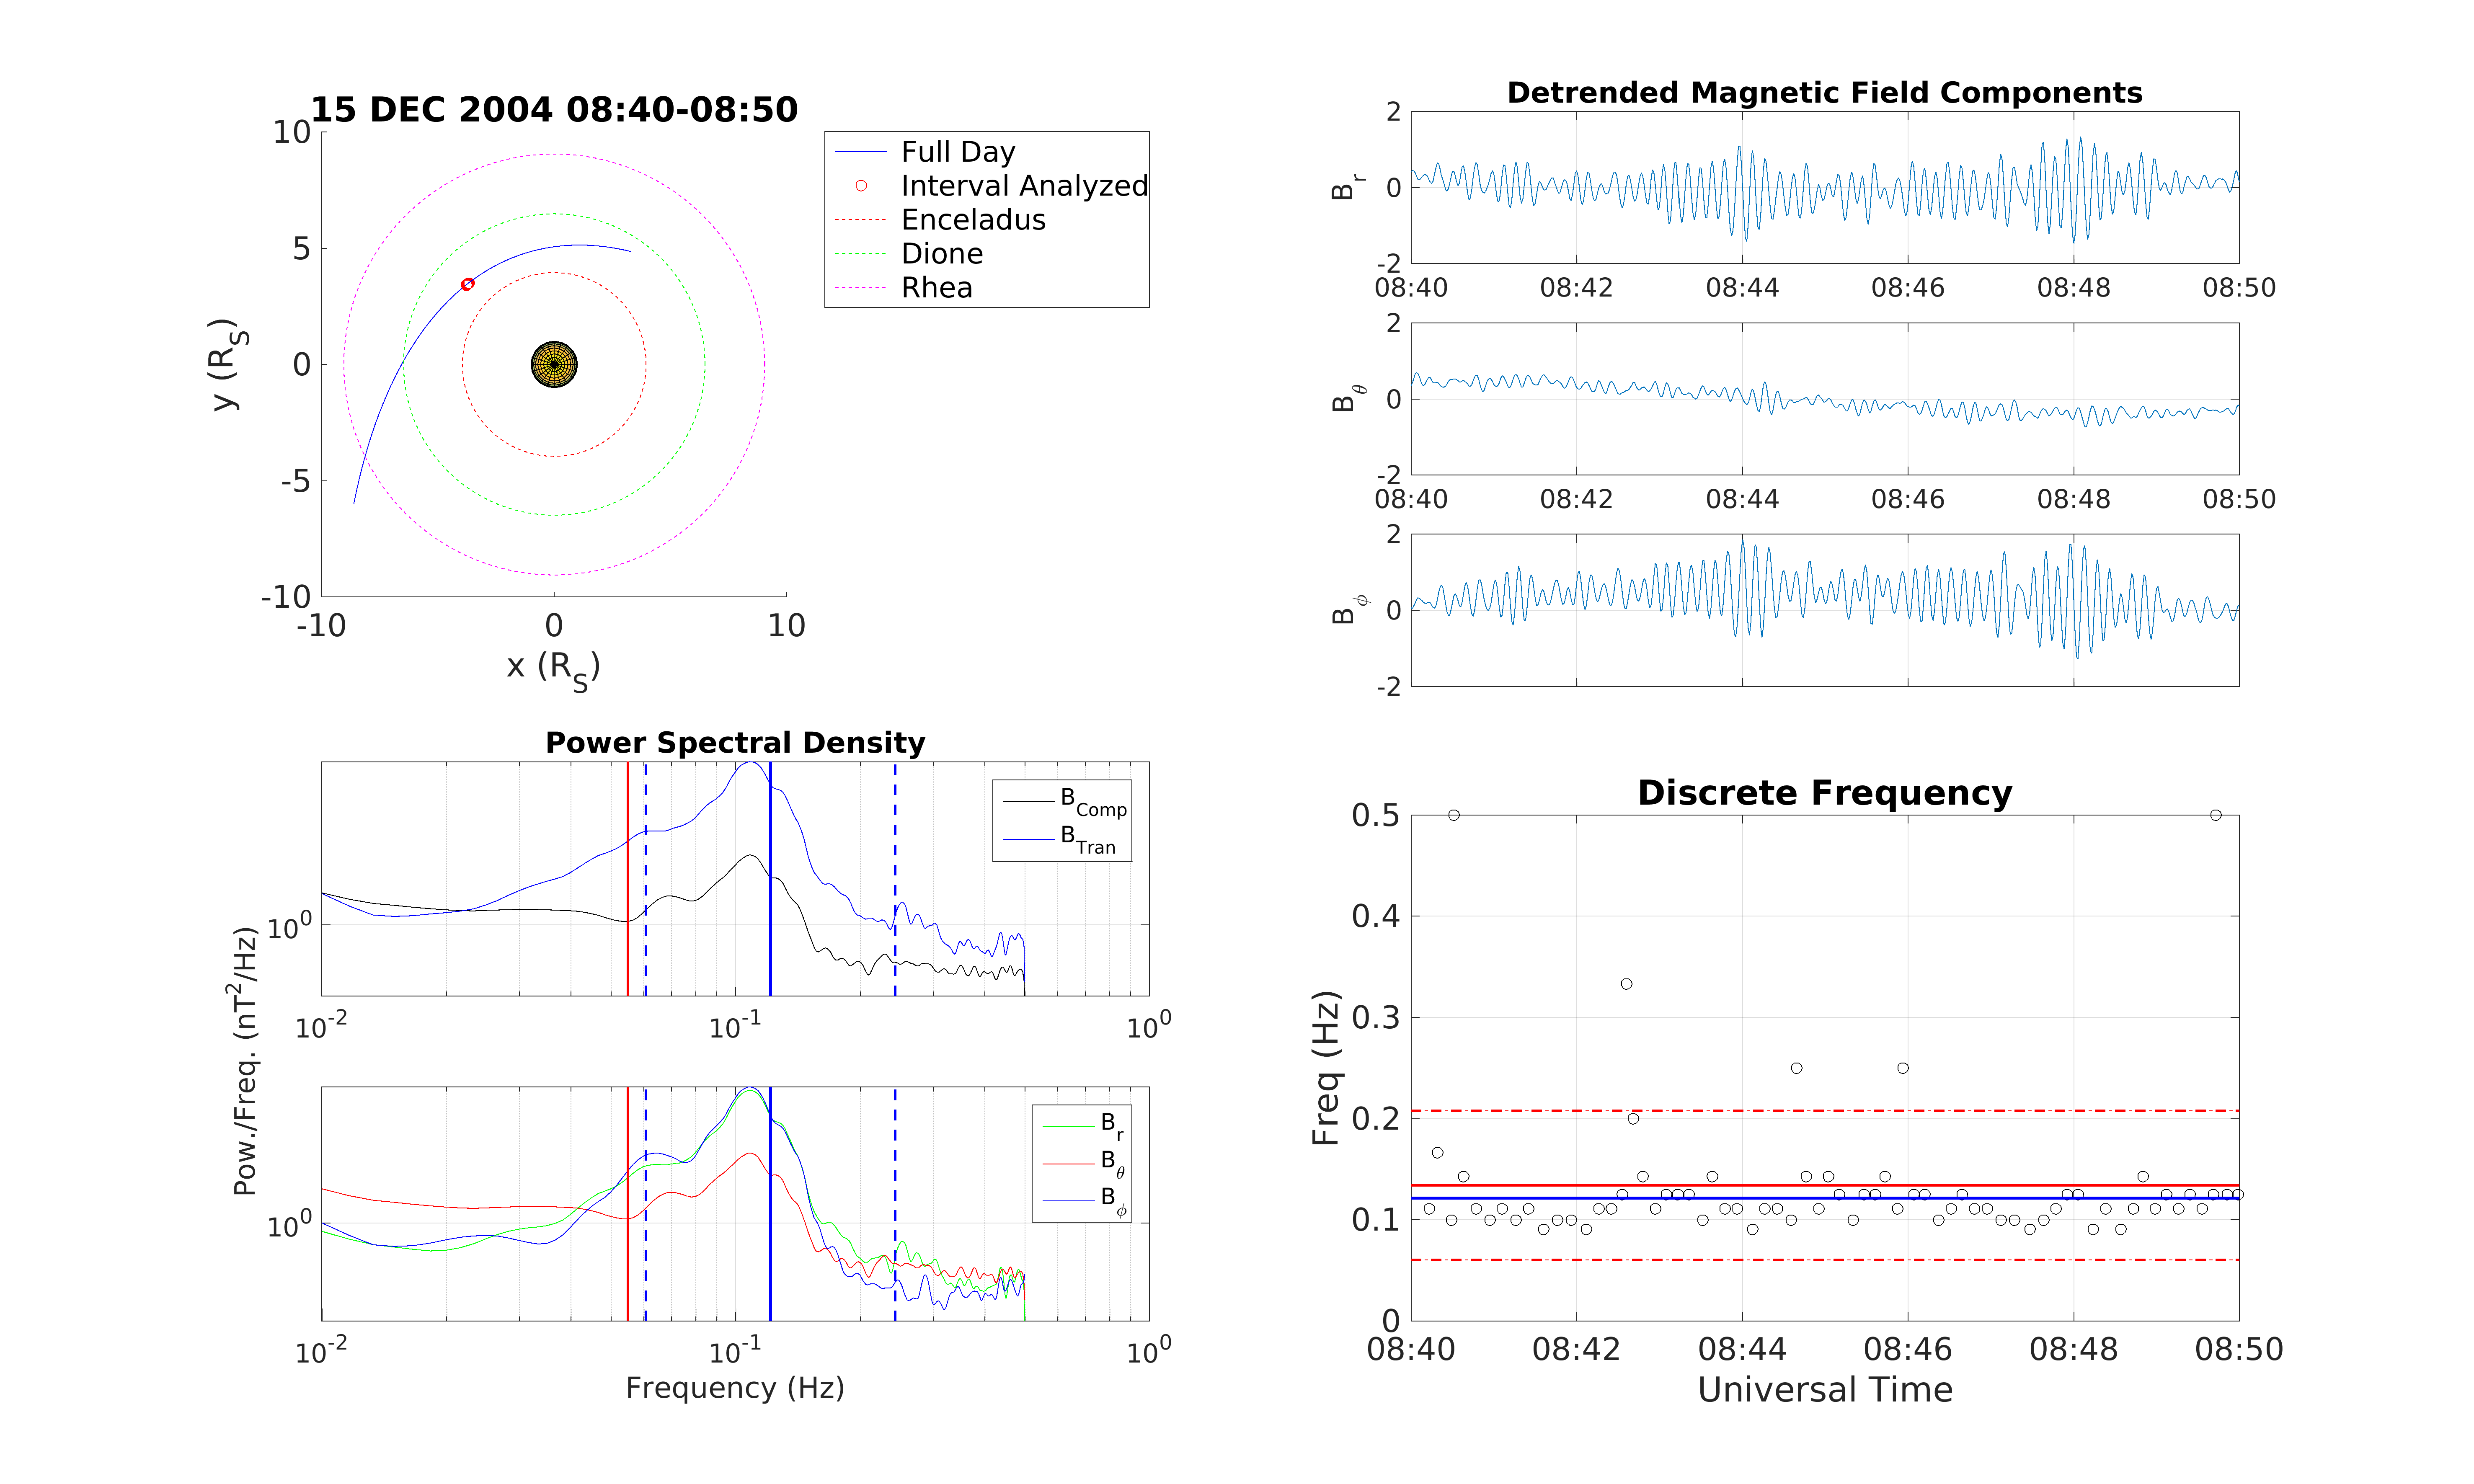 15 DEC 2004 08:40-08:50
10
5
0
-5
-10
-10 0 10
y (R_S)
x (R_S)
Full Day
Interval Analyzed
Enceladus
Dione
Rhea
Detrended Magnetic Field Components
B_r
2
0
-2
08:40 08:42 08:44 08:46 08:48 08:50
B_θ
2
0
-2
08:40 08:42 08:44 08:46 08:48 08:50
B_ϕ
2
0
-2
Power Spectral Density
B_Comp
B_Tran
10^0
10^-2 10^-1 10^0
Pow./Freq. (nT^2/Hz)
B_r
B_θ
B_ϕ
10^0
10^-2 10^-1 10^0
Frequency (Hz)
Discrete Frequency
Freq (Hz)
0.5
0.4
0.3
0.2
0.1
0
08:40 08:42 08:44 08:46 08:48 08:50
Universal Time